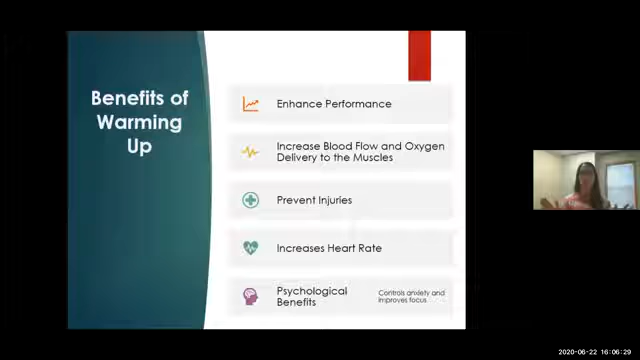 Benefits of
Warming
Up
Enhance Performance
Increase Blood Flow and Oxygen
Delivery to the Muscles
Prevent Injuries
Increases Heart Rate
Psychological
Benefits
Controls anxiety and
improves focus
2020-06-22 16:06:29